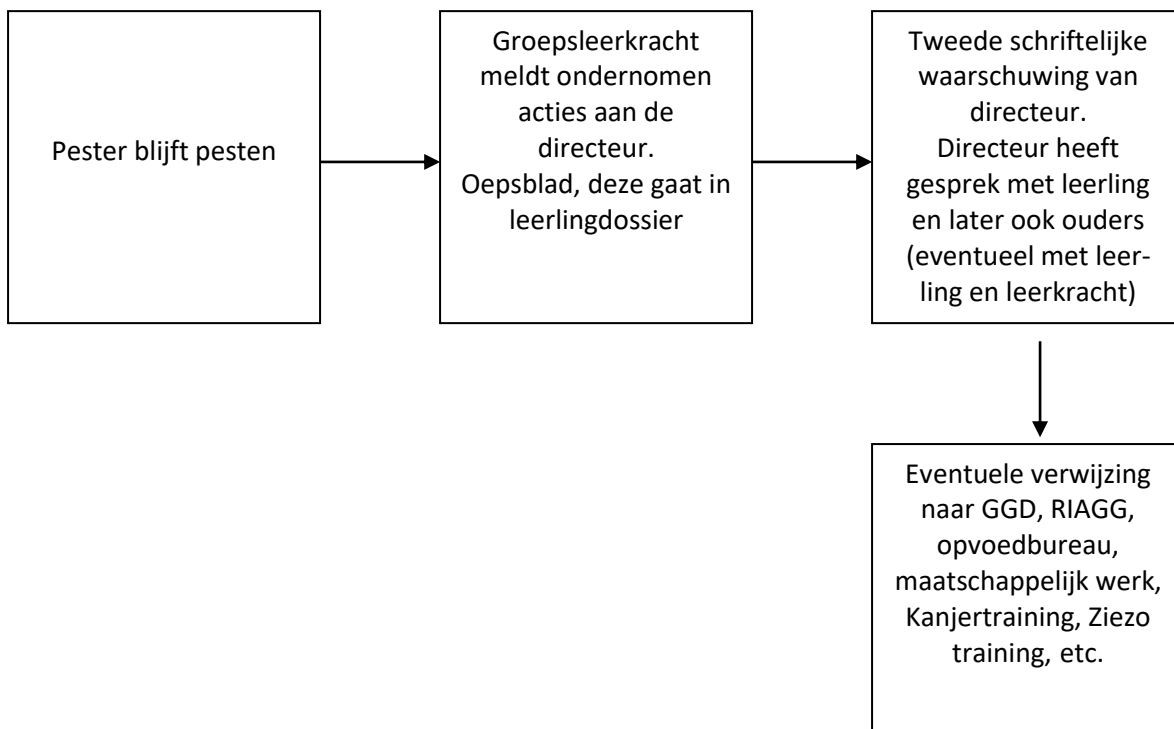 Pester blijft pesten
Groepsleerkracht
meldt ondernomen
acties aan de
directeur.
Oepsblad, deze gaat in
leerlingdossier
Tweede schriftelijke
waarschuwing van
directeur.
Directeur heeft
gesprek met leerling
en later ook ouders
(eventueel met leer-
ling en leerkracht)
Eventuele verwijzing
naar GGD, RIAGG,
opvoedbureau,
maatschappelijk werk,
Kanjertraining, Ziezo
training, etc.